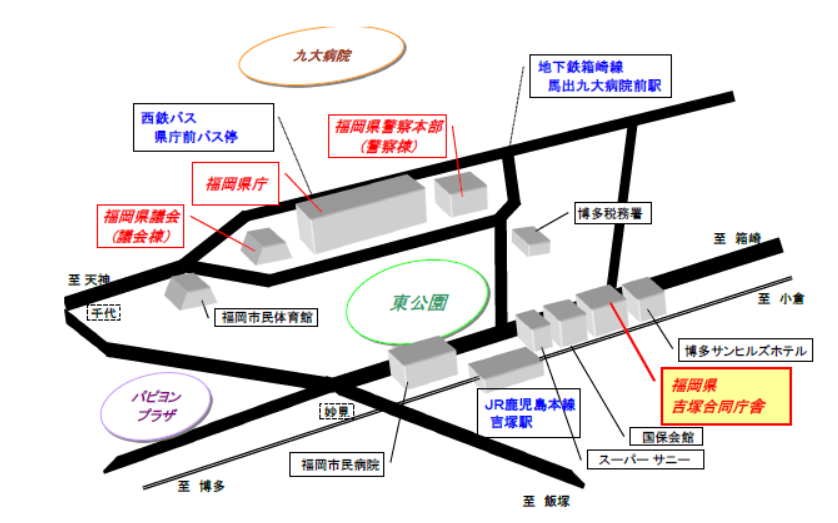 九大病院
地下鉄箱崎線
馬出九大病院前駅
西鉄バス
県庁前バス停
福岡県警察本部
(警察棟)
福岡県庁
福岡県議会
(議会棟)
博多税務署
至 箱崎
至 天神
千代
福岡市民体育館
東公園
至 小倉
博多サンヒルズホテル
パピヨン
プラザ
妙見
JR鹿児島本線
吉塚駅
福岡県
吉塚合同庁舎
国保会館
スーパー サニー
福岡市民病院
至 博多
至 飯塚